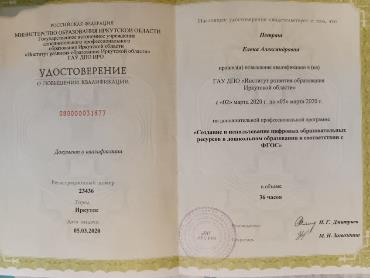 РОССИЙСКАЯ ФЕДЕРАЦИЯ
МИНИСТЕРСТВО ОБРАЗОВАНИЯ ИРКУТСКОЙ ОБЛАСТИ
Государственное автономное учреждение
дополнительного профессионального
образования Иркутской области
«Институт развития образования Иркутской области»
ГАУ ДПО ИРО
УДОСТОВЕРЕНИЕ
О ПОВЫШЕНИИ КВАЛИФИКАЦИИ
Документ о квалификации
Регистрационный номер
23436
Город
Иркутск
Дата выдачи
05.03.2020
Настоящее удостоверение свидетельствует о том, что
Елена Александровна
прошел(а) повышение квалификации в (на)
ГАУ ДПО «Институт развития образования
Иркутской области»
с «02» марта 2020 г. до «05» марта 2020 г.
по дополнительной профессиональной программе
«Создание и использование цифровых образовательных
ресурсов в дошкольном образовании в соответствии с
ФГОС»
в объеме
36 часов
Руководитель
И. Г. Дмитриев
Секретарь